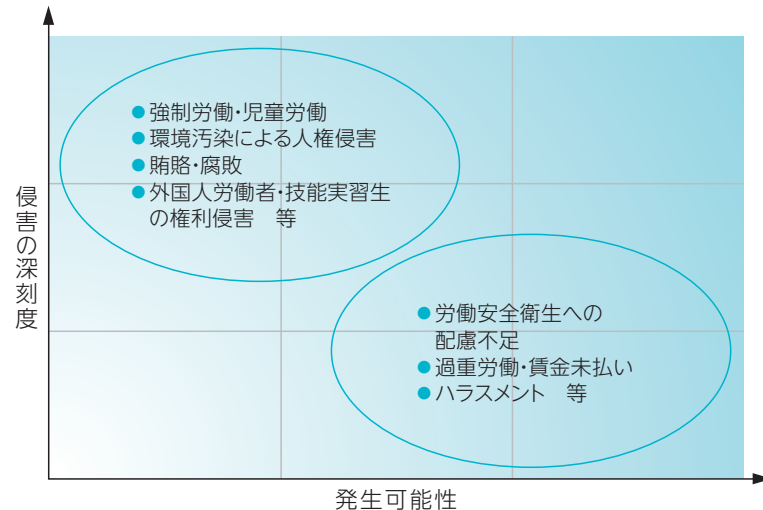 侵害の深刻度
●強制労働・児童労働
●環境汚染による人権侵害
●賄賂・腐敗
●外国人労働者・技能実習生
の権利侵害　等
●労働安全衛生への
配慮不足
●過重労働・賃金未払い
●ハラスメント　等
発生可能性